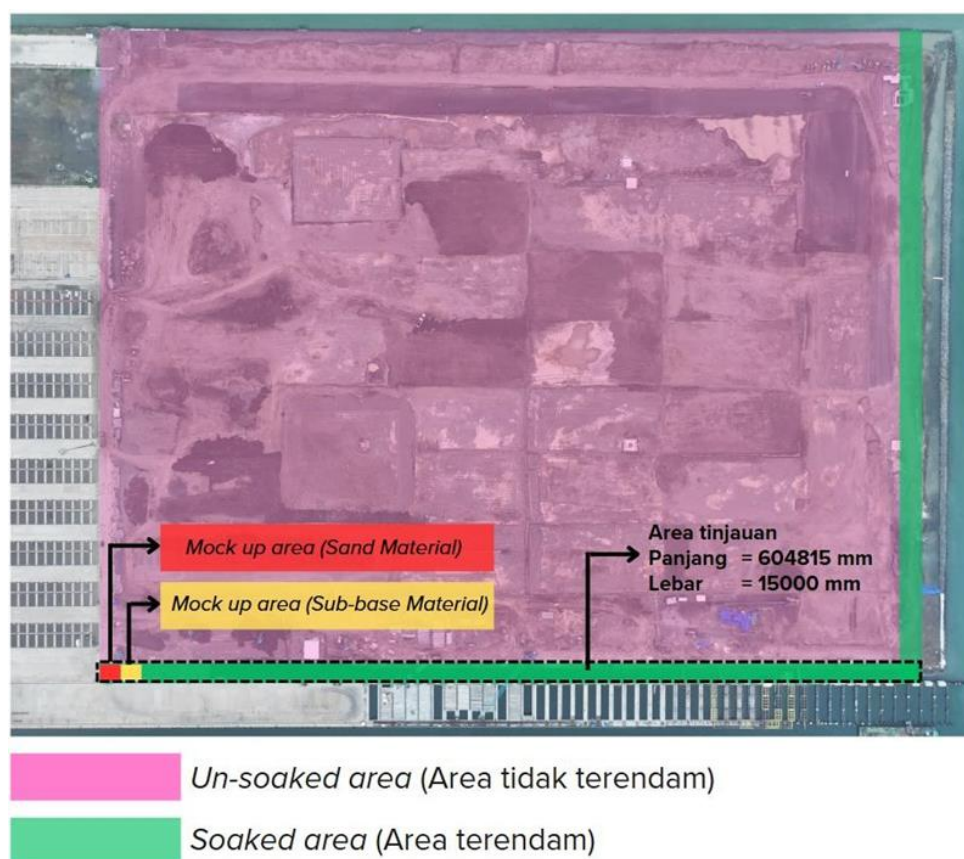 Mock up area (Sand Material)
Mock up area (Sub-base Material)
Area tinjauan
Panjang = 604815 mm
Lebar = 15000 mm
Un-soaked area (Area tidak terendam)
Soaked area (Area terendam)